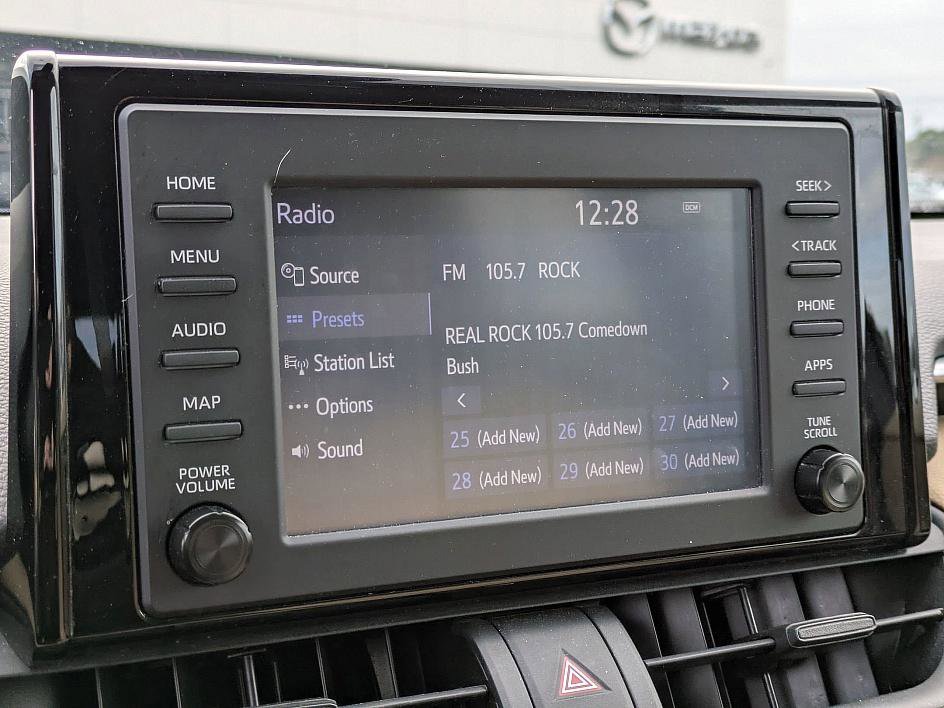 mazda
HOME
MENU
AUDIO
MAP
POWER
VOLUME
Radio
12:28
DCM
Source
Presets
Station List
Options
Sound
FM 105.7 ROCK
REAL ROCK 105.7 Comedown
Bush
<
>
25 (Add New) 26 (Add New) 27 (Add New)
28 (Add New) 29 (Add New) 30 (Add New)
SEEK >
< TRACK
PHONE
APPS
TUNE
SCROLL